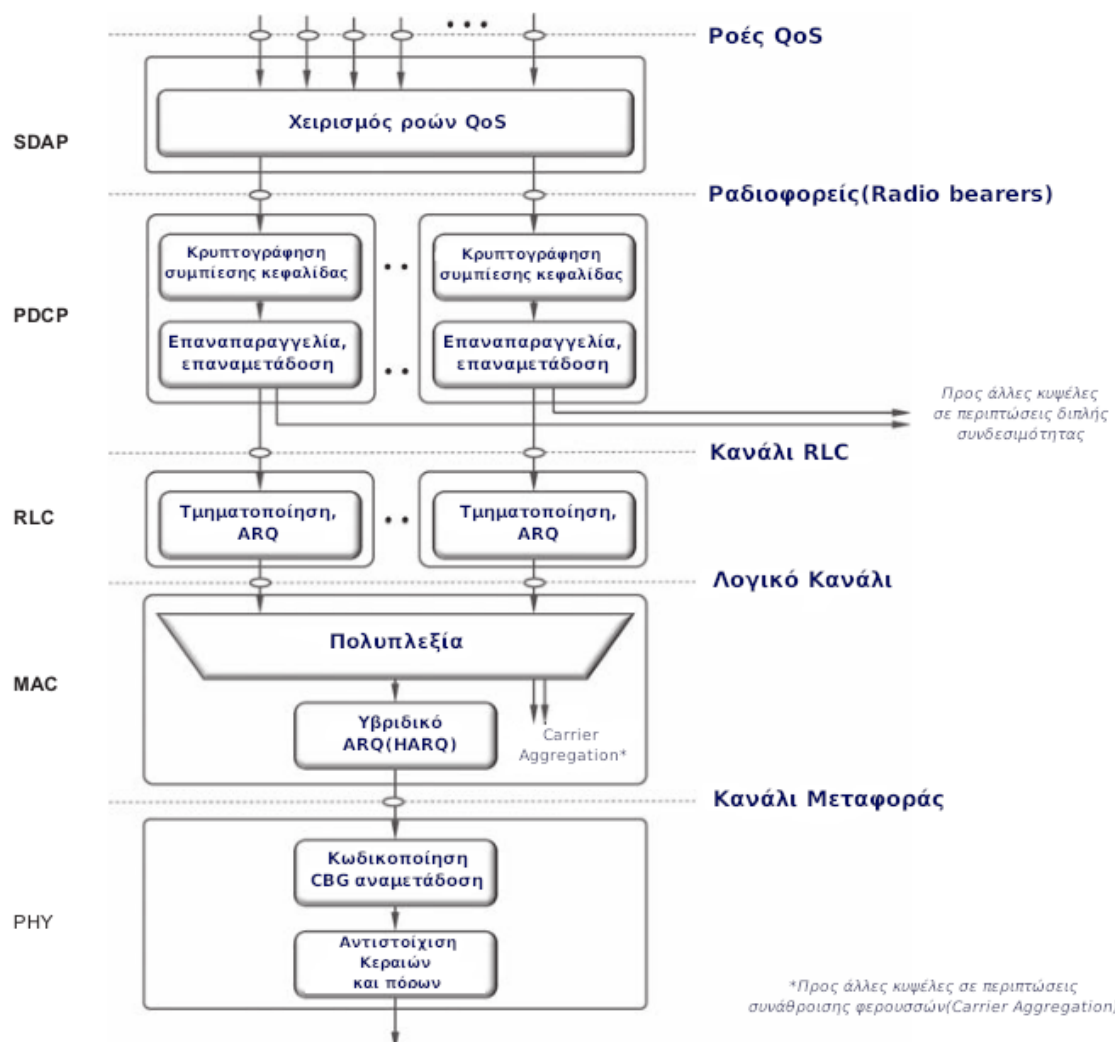 Ροές QoS
Χειρισμός ροών QoS
SDAP
Ραδιοφορείς(Radio bearers)
Κρυπτογράφηση
συμπίεσης κεφαλίδας
Κρυπτογράφηση
συμπίεσης κεφαλίδας
PDCP
Επαναπαραγγελία,
επαναμετάδοση
Επαναπαραγγελία,
επαναμετάδοση
Προς άλλες κυψέλες
σε περιπτώσεις διπλής
συνδεσιμότητας
Κανάλι RLC
RLC
Τμηματοποίηση,
ARQ
Τμηματοποίηση,
ARQ
Λογικό Κανάλι
Πολυπλεξία
MAC
Υβριδικό
ARQ(HARQ)
Carrier
Aggregation*
Κανάλι Μεταφοράς
Κωδικοποίηση
CBG αναμετάδοση
PHY
Αντιστοίχιση
Κεραιών
και πόρων
*Προς άλλες κυψέλες σε περιπτώσεις
συνάθροισης φερουσσών(Carrier Aggregation)